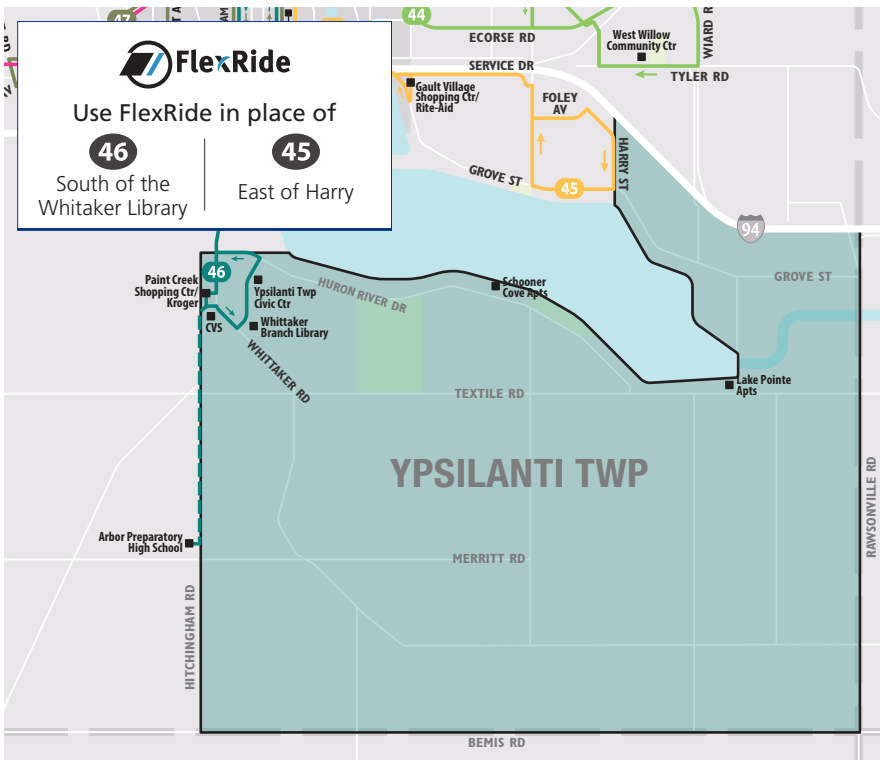 47
44
ECORSE RD
West Willow
Community Ctr
WIARD R
SERVICE DR
TYLER RD
FlexRide
Use FlexRide in place of
46
South of the
Whitaker Library
45
East of Harry
Gault Village
Shopping Ctr/
Rite-Aid
FOLEY
AV
HARRY ST
GROVE ST
45
94
46
Paint Creek
Shopping Ctr/
Kroger
Ypsilanti Twp
Civic Ctr
CVS
Whittaker
Branch Library
HURON RIVER DR
Schooner
Cove Apts
GROVE ST
WHITTAKER RD
TEXTILE RD
Lake Pointe
Apts
YPSILANTI TWP
RAWSONVILLE RD
Arbor Preparatory
High School
MERRITT RD
HITCHINGHAM RD
BEMIS RD